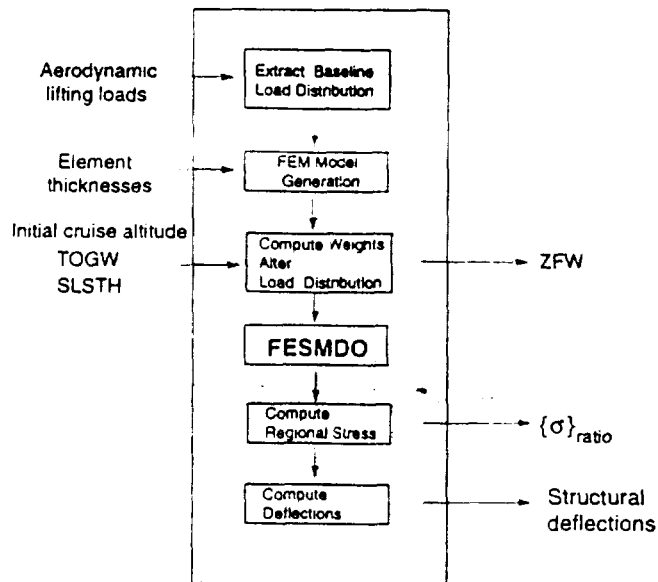 Aerodynamic
lifting loads
Extract Baseline
Load Distribution
Element
thicknesses
FEM Model
Generation
Initial cruise altitude
TOGW
SLSTH
Compute Weights
Alter
Load Distribution
ZFW
FESMDO
Compute
Regional Stress
{σ}ratio
Compute
Deflections
Structural
deflections